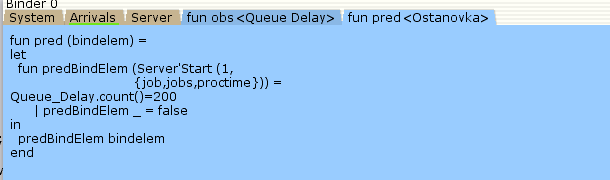 Binder 0
System Arrivals Server fun obs<Queue Delay> fun pred<Ostanovka>
fun pred (bindelem) =
let
fun predBindElem (Server'Start (1,
{job,jobs,proctime})) =
Queue_Delay.count()=200
| predBindElem _ = false
in
predBindElem bindelem
end